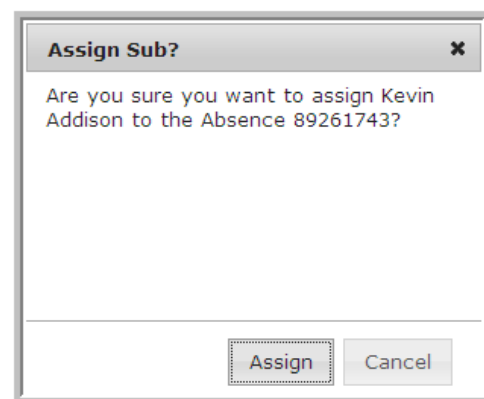 Assign Sub?
Are you sure you want to assign Kevin
Addison to the Absence 89261743?
Assign
Cancel